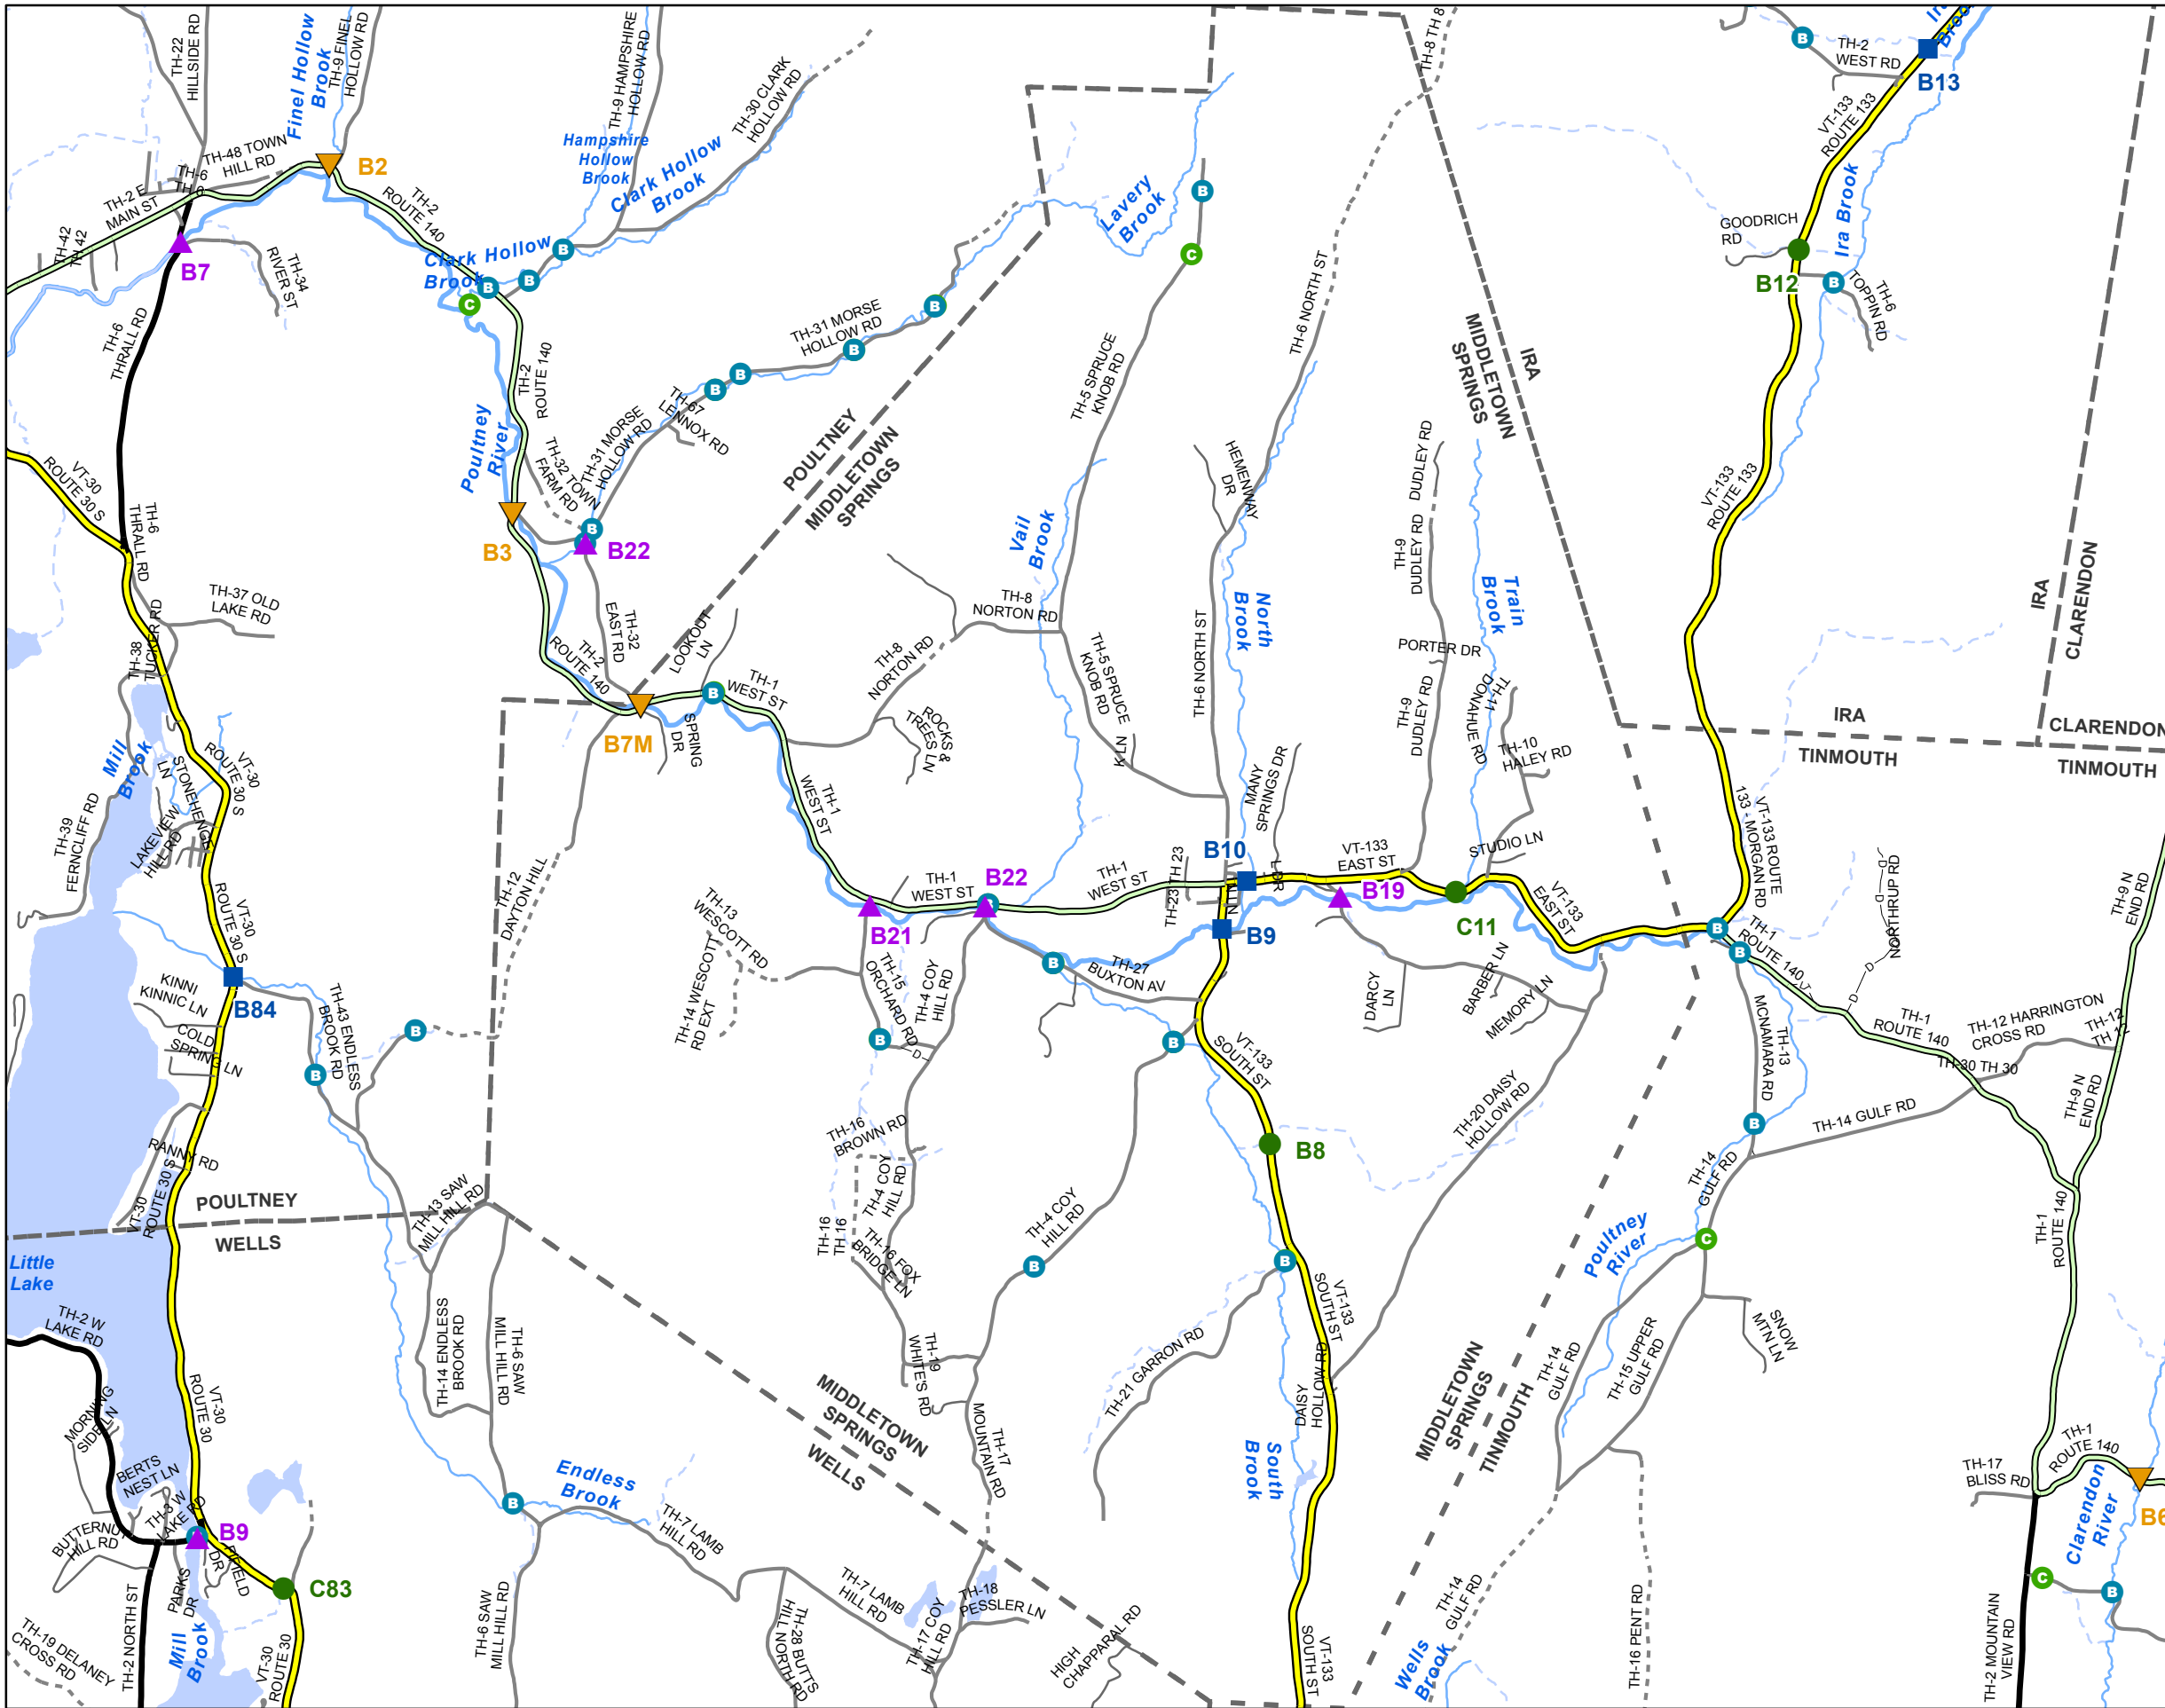 TH-22
HILLSIDE RD
Finel Hollow
Brook
TH-9 FINEL
HOLLOW RD
TH-9 HAMPSHIRE
HOLLOW RD
TH-30 CLARK
HOLLOW RD
TH-8 TH 8
B
TH-2
WEST RD
Ira
Brook
B13
VT-133
ROUTE 133
TH-48 TOWN
HILL RD
TH-6
TH 6
B2
Hampshire
Hollow
Brook
Clark Hollow
Brook
TH-2 E
MAIN ST
TH-42
TH 42
B7
TH-34
RIVER ST
TH-2
ROUTE 140
Clark Hollow
Brook
B
B
B
C
Lavery
Brook
B
C
GOODRICH
RD
B12
Ira Brook
B
TH-6
TOPPIN RD
TH-6
THRALL RD
TH-2
ROUTE 140
TH-31 MORSE
HOLLOW RD
B
B
B
B
TH-5 SPRUCE
KNOB RD
TH-6 NORTH ST
MIDDLETOWN
SPRINGS
IRA
VT-30
ROUTE 30 S
Poultney
River
TH-67
LENNOX RD
TH-31 MORSE
HOLLOW RD
TH-32 TOWN
FARM RD
POULTNEY
MIDDLETOWN
SPRINGS
HEMENWAY
DR
DUDLEY RD
VT-133
ROUTE 133
TH-6
THRALL RD
B3
B
B22
Vail
Brook
TH-9
DUDLEY RD
Train
Brook
IRA
CLARENDON
TH-37 OLD
LAKE RD
TH-38
TUCKER RD
TH-32
EAST RD
TH-2
ROUTE 140
LOOKOUT
LN
TH-8
NORTON RD
TH-8
NORTON RD
TH-5 SPRUCE
KNOB RD
TH-6 NORTH ST
North
Brook
PORTER DR
TH-9
DUDLEY RD
TH-11
DONAHUE RD
B7M
SPRING
DR
B
TH-1
WEST ST
ROCKS &
TREES LN
K LN
MANY
SPRINGS DR
TH-10
HALEY RD
IRA
TINMOUTH
CLARENDON
TINMOUTH
Mill
Brook
VT-30
ROUTE 30 S
STONEHENGE
LN
LAKEVIEW
HILL RD
TH-39
FERNCLIFF RD
TH-1
WEST ST
VT-133 ROUTE
133 - MORGAN RD
STUDIO LN
B10
VT-133
EAST ST
TH-1
WEST ST
B22
TH-1
WEST ST
TH-23 TH 23
B19
C11
VT-133
EAST ST
B21
B9
NORTHRUP RD
D
D
D
D
TH-9 N
END RD
VT-30
ROUTE 30 S
TH-12
DAYTON HILL
TH-13
WESCOTT RD
TH-14 WESCOTT
RD EXT
TH-15
ORCHARD RD
TH-4 COY
HILL RD
B
TH-27
BUXTON AV
DARCY
LN
BARBER LN
MEMORY LN
B
B
TH-1
ROUTE 140
B84
KINNI
KINNIC LN
COLD
SPRING LN
TH-43 ENDLESS
BROOK RD
B
B
B
D
B
VT-133
SOUTH ST
TH-1
ROUTE 140
TH-12 HARRINGTON
CROSS RD
TH-12
TH 12
TH-30 TH 30
TH-13
MCNAMARA RD
TH-9 N
END RD
RANNY RD
VT-30
ROUTE 30 S
TH-16
BROWN RD
B8
TH-20 DAISY
HOLLOW RD
B
TH-14 GULF RD
TH-14
GULF RD
POULTNEY
WELLS
TH-13 SAW
MILL HILL RD
TH-16
TH 16
TH-4 COY
HILL RD
TH-16 FOX
BRIDGE LN
TH-4 COY
HILL RD
B
B
Poultney
River
C
TH-1
ROUTE 140
Little
Lake
TH-2 W
LAKE RD
TH-14 ENDLESS
BROOK RD
TH-6 SAW
MILL HILL RD
TH-19
WHITE'S RD
TH-21 GARRON RD
VT-133
SOUTH ST
DAISY
HOLLOW RD
MIDDLETOWN
SPRINGS
TINMOUTH
TH-14
GULF RD
TH-15 UPPER
GULF RD
SNOW
MTN LN
VT-30
ROUTE 30
MORNING
SIDE LN
MIDDLETOWN
SPRINGS
WELLS
TH-17
MOUNTAIN RD
South
Brook
TH-17
BLISS RD
TH-1
ROUTE 140
Clarendon
River
B6
BERTS
NEST LN
TH-3 W
LAKE RD
B9
BUTTERNUT
HILL RD
B
Endless
Brook
TH-7 LAMB
HILL RD
FIELD
DR
C83
PARKS
DR
Mill
Brook
TH-2 NORTH ST
VT-30
ROUTE 30
TH-19 DELANEY
CROSS RD
TH-6 SAW
MILL HILL RD
TH-28 BUTTS
HILL NORTH RD
TH-7 LAMB
HILL RD
TH-17 COY
HILL RD
TH-18
PESSLER LN
HIGH
CHAPPARAL RD
VT-133
SOUTH ST
Wells
Brook
TH-14
GULF RD
TH-16 PENT RD
C
B
TH-2 MOUNTAIN
VIEW RD